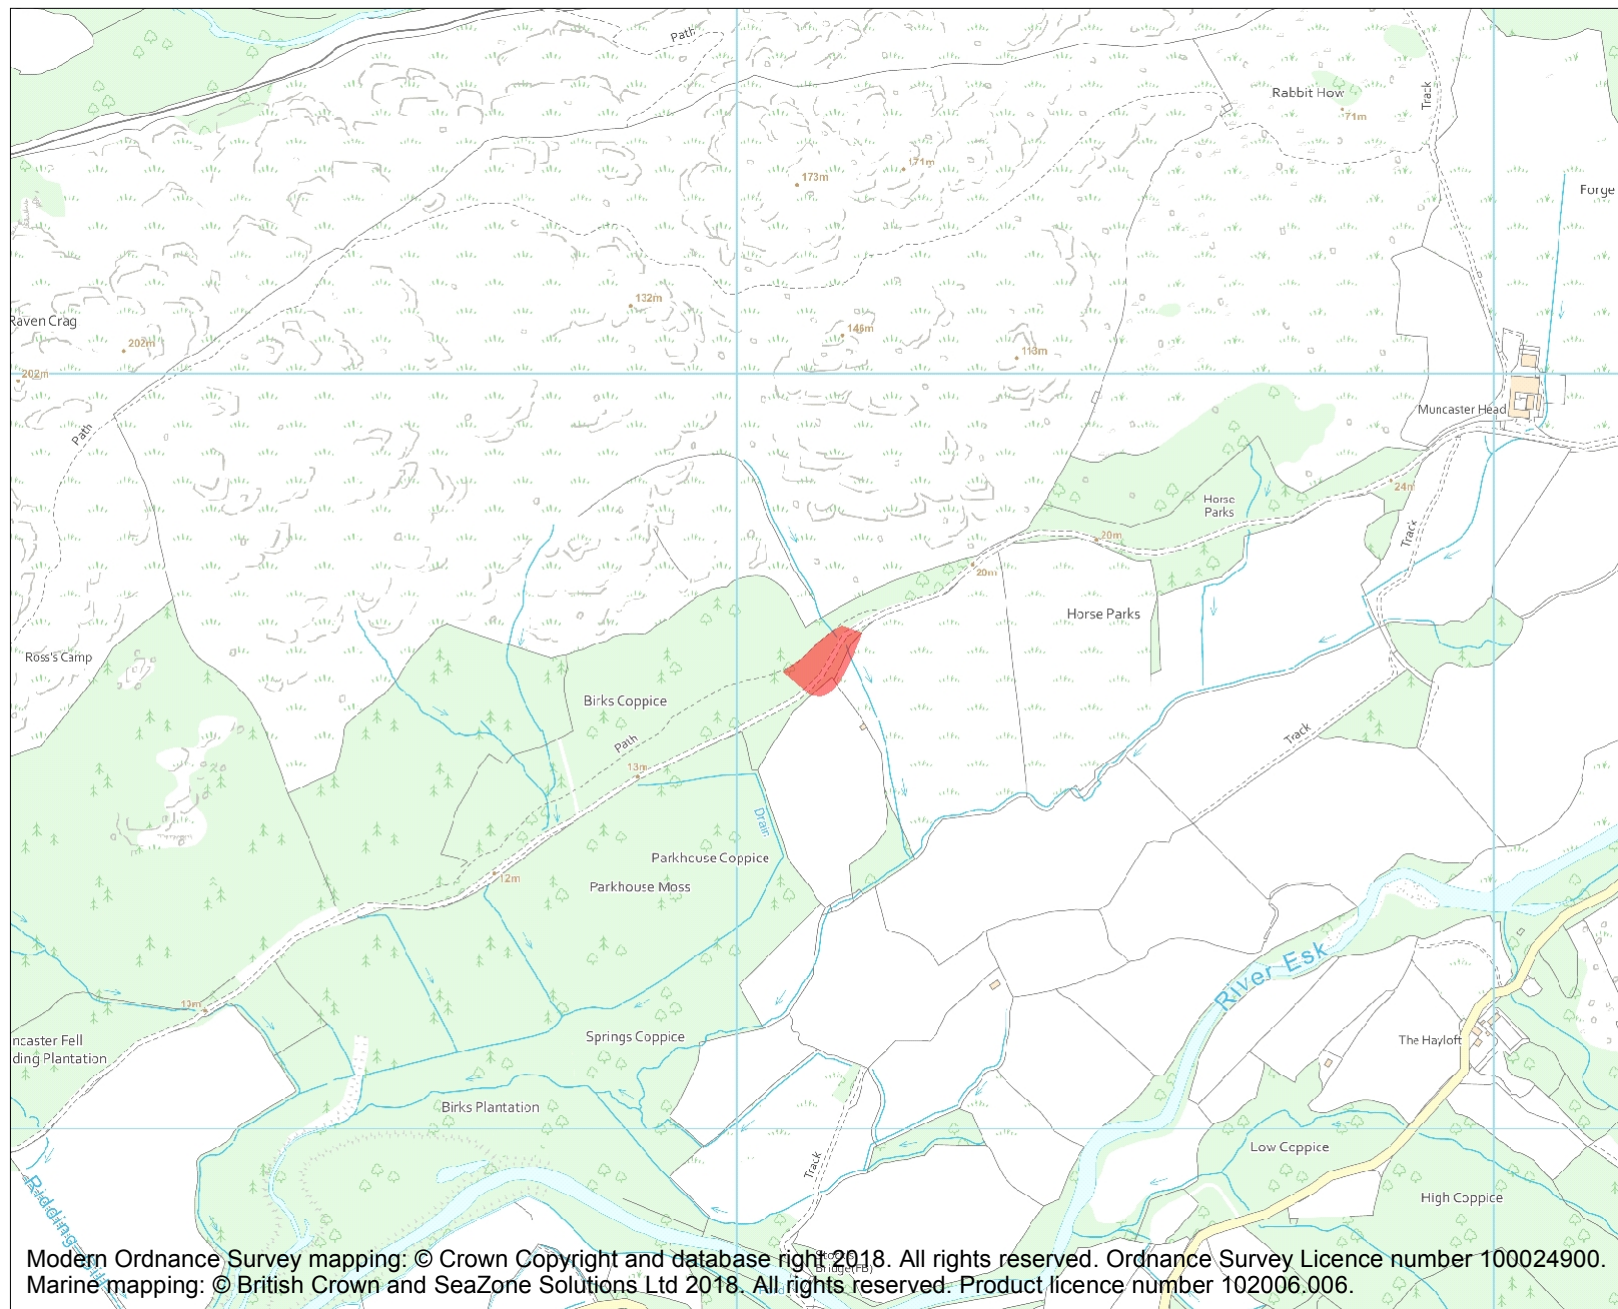 Path
Rabbit How
71m
Track
171m
173m
Forge
132m
Raven Crag
146m
202m
113m
202m
Muncaster Head
Path
24m
Horse
Parks
Track
20m
20m
Horse Parks
Ross's Camp
Birks Coppice
Track
Path
13m
Drain
Parkhouse Coppice
12m
Parkhouse Moss
River Esk
Springs Coppice
ncaster Fell
ding Plantation
The Hayloft
Birks Plantation
Low Coppice
Track
High Coppice
Modern Ordnance Survey mapping: © Crown Copyright and database right 2018. All rights reserved. Ordnance Survey Licence number 100024900.
Marine mapping: © British Crown and SeaZone Solutions Ltd 2018. All rights reserved. Product licence number 102006.006.